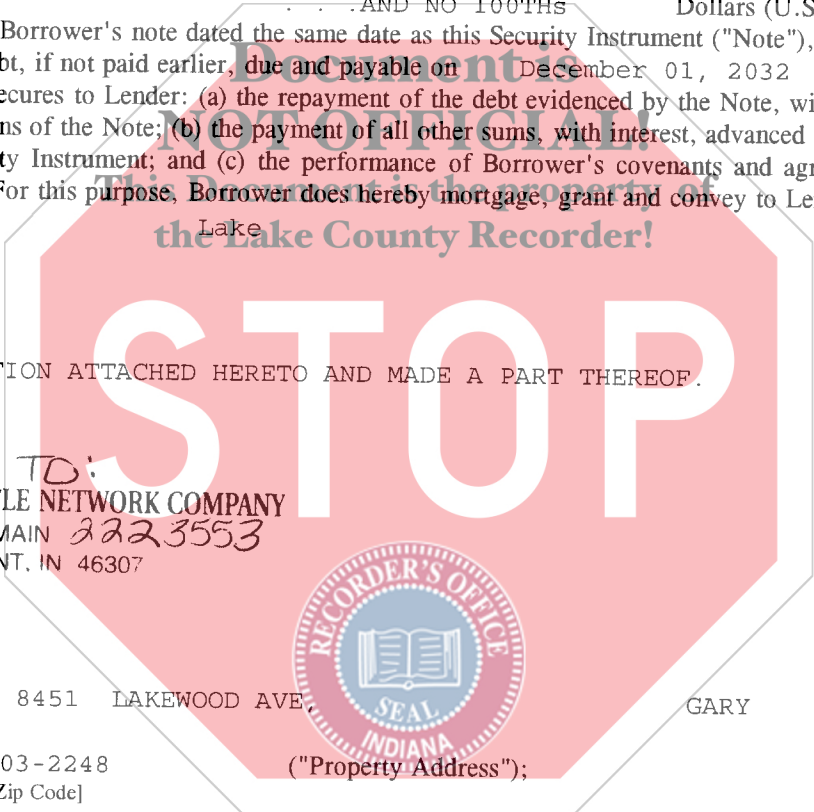 . . .AND NO 100THs Dollars (U.S
Borrower's note dated the same date as this Security Instrument ("Note"),
bt, if not paid earlier, due and payable on December 01, 2032
Document is
ecures to Lender: (a) the repayment of the debt evidenced by the Note, wi
ns of the Note; (b) the payment of all other sums, with interest, advanced
NOT OFFICIAL!
ty Instrument; and (c) the performance of Borrower's covenants and agr
For this purpose, Borrower does hereby mortgage, grant and convey to Le
This Document is the property of
Lake
the Lake County Recorder!
STOP
TION ATTACHED HERETO AND MADE A PART THEREOF.
TO:
LE NETWORK COMPANY
MAIN 2223553
NT, IN 46307
RECORDER'S OFFICE
SEAL
INDIANA
8451 LAKEWOOD AVE, GARY
03-2248 ("Property Address");
Zip Code]